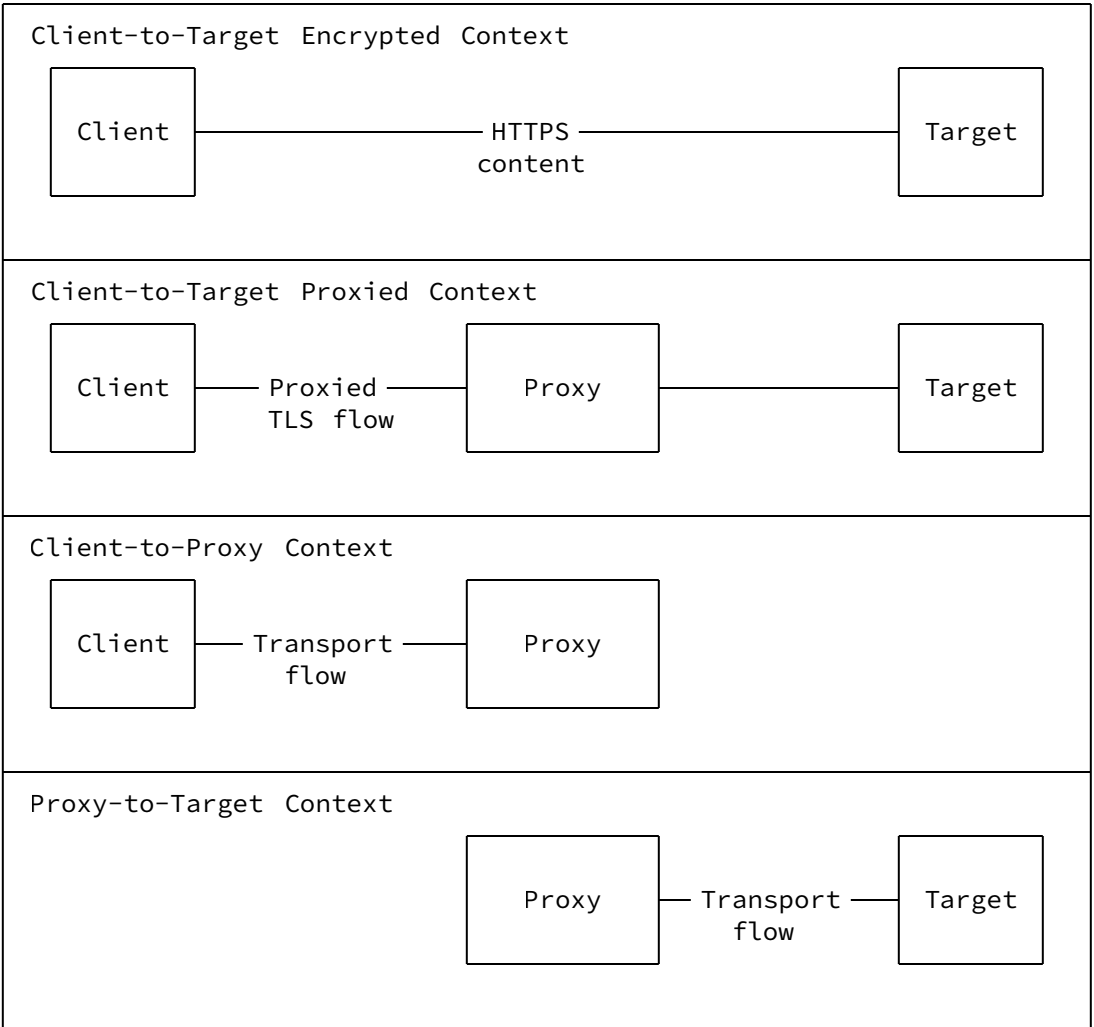 Client-to-Target Encrypted Context
Client HTTPS Target
content
Client-to-Target Proxied Context
Client Proxied Proxy Target
TLS flow
Client-to-Proxy Context
Client Transport Proxy
flow
Proxy-to-Target Context
Proxy Transport Target
flow